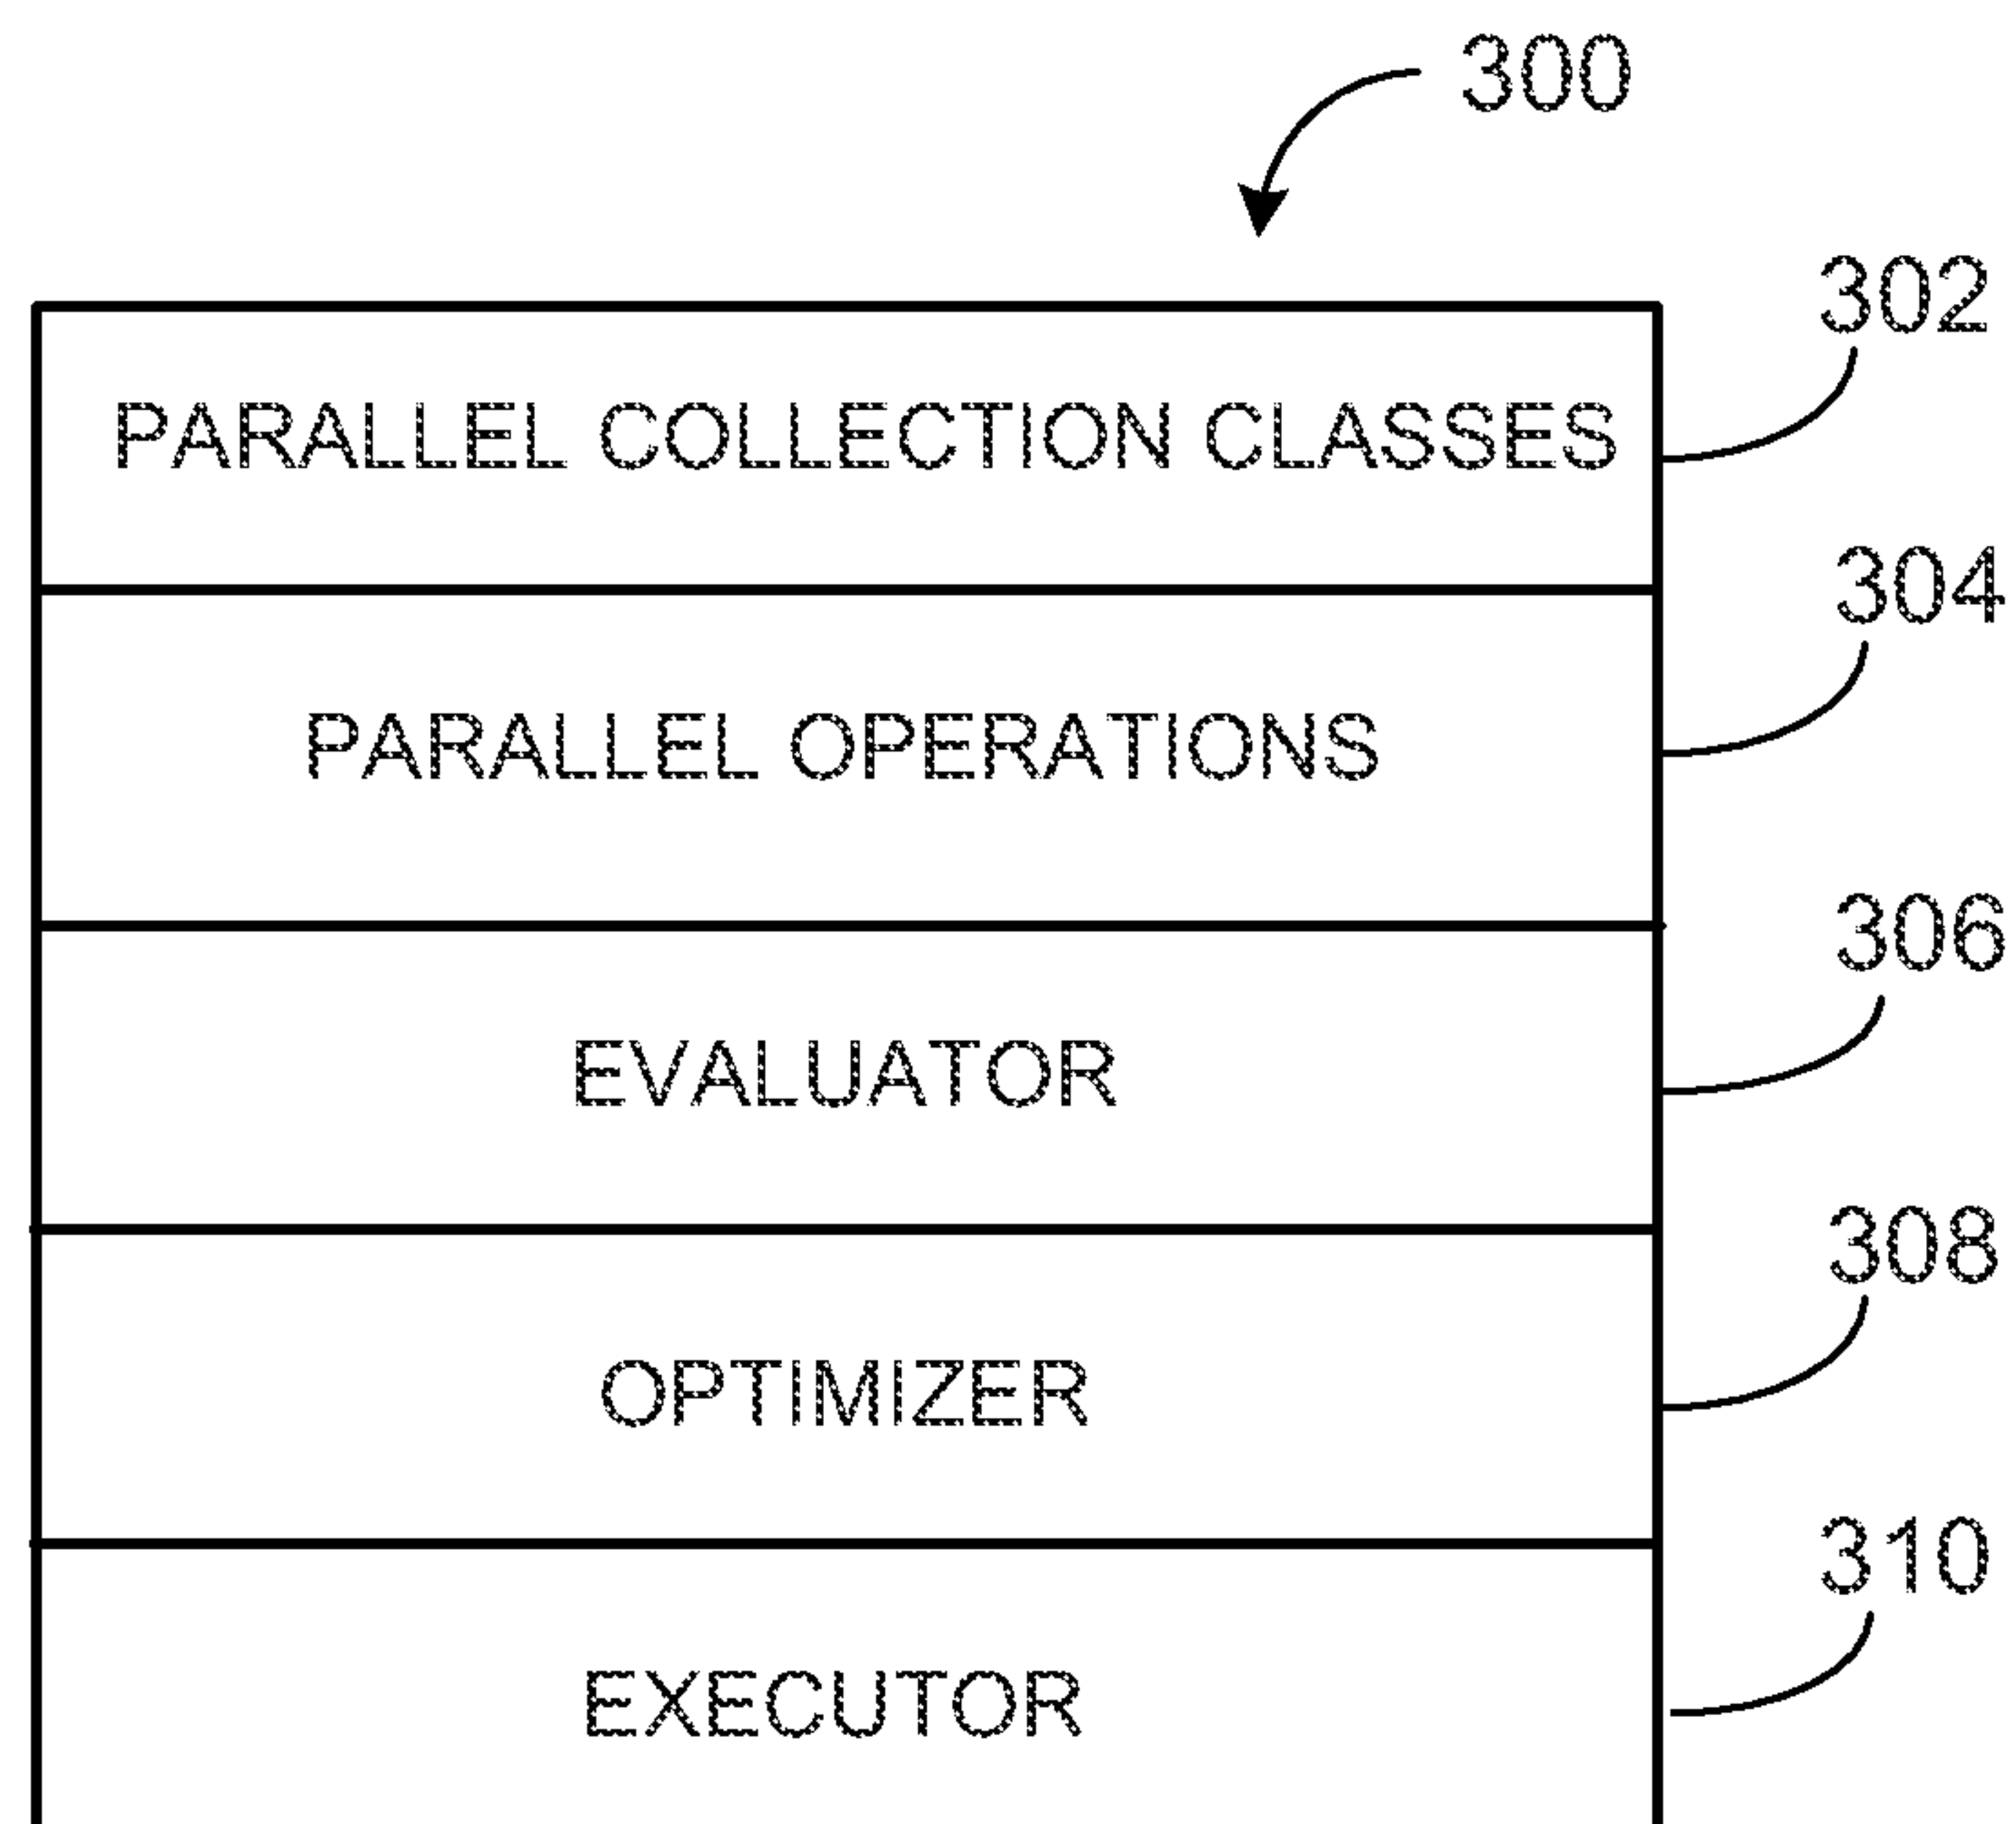 300
302
PARALLEL COLLECTION CLASSES
304
PARALLEL OPERATIONS
306
EVALUATOR
308
OPTIMIZER
310
EXECUTOR